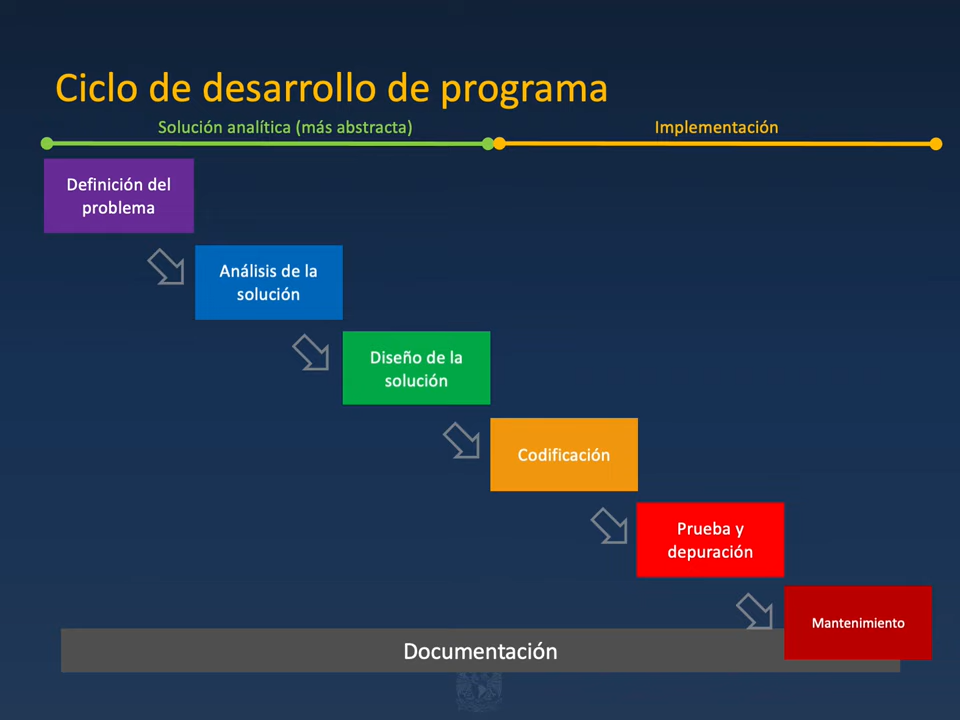 Ciclo de desarrollo de programa
Solución analítica (más abstracta)
Implementación
Definición del
problema
Análisis de la
solución
Diseño de la
solución
Codificación
Prueba y
depuración
Mantenimiento
Documentación